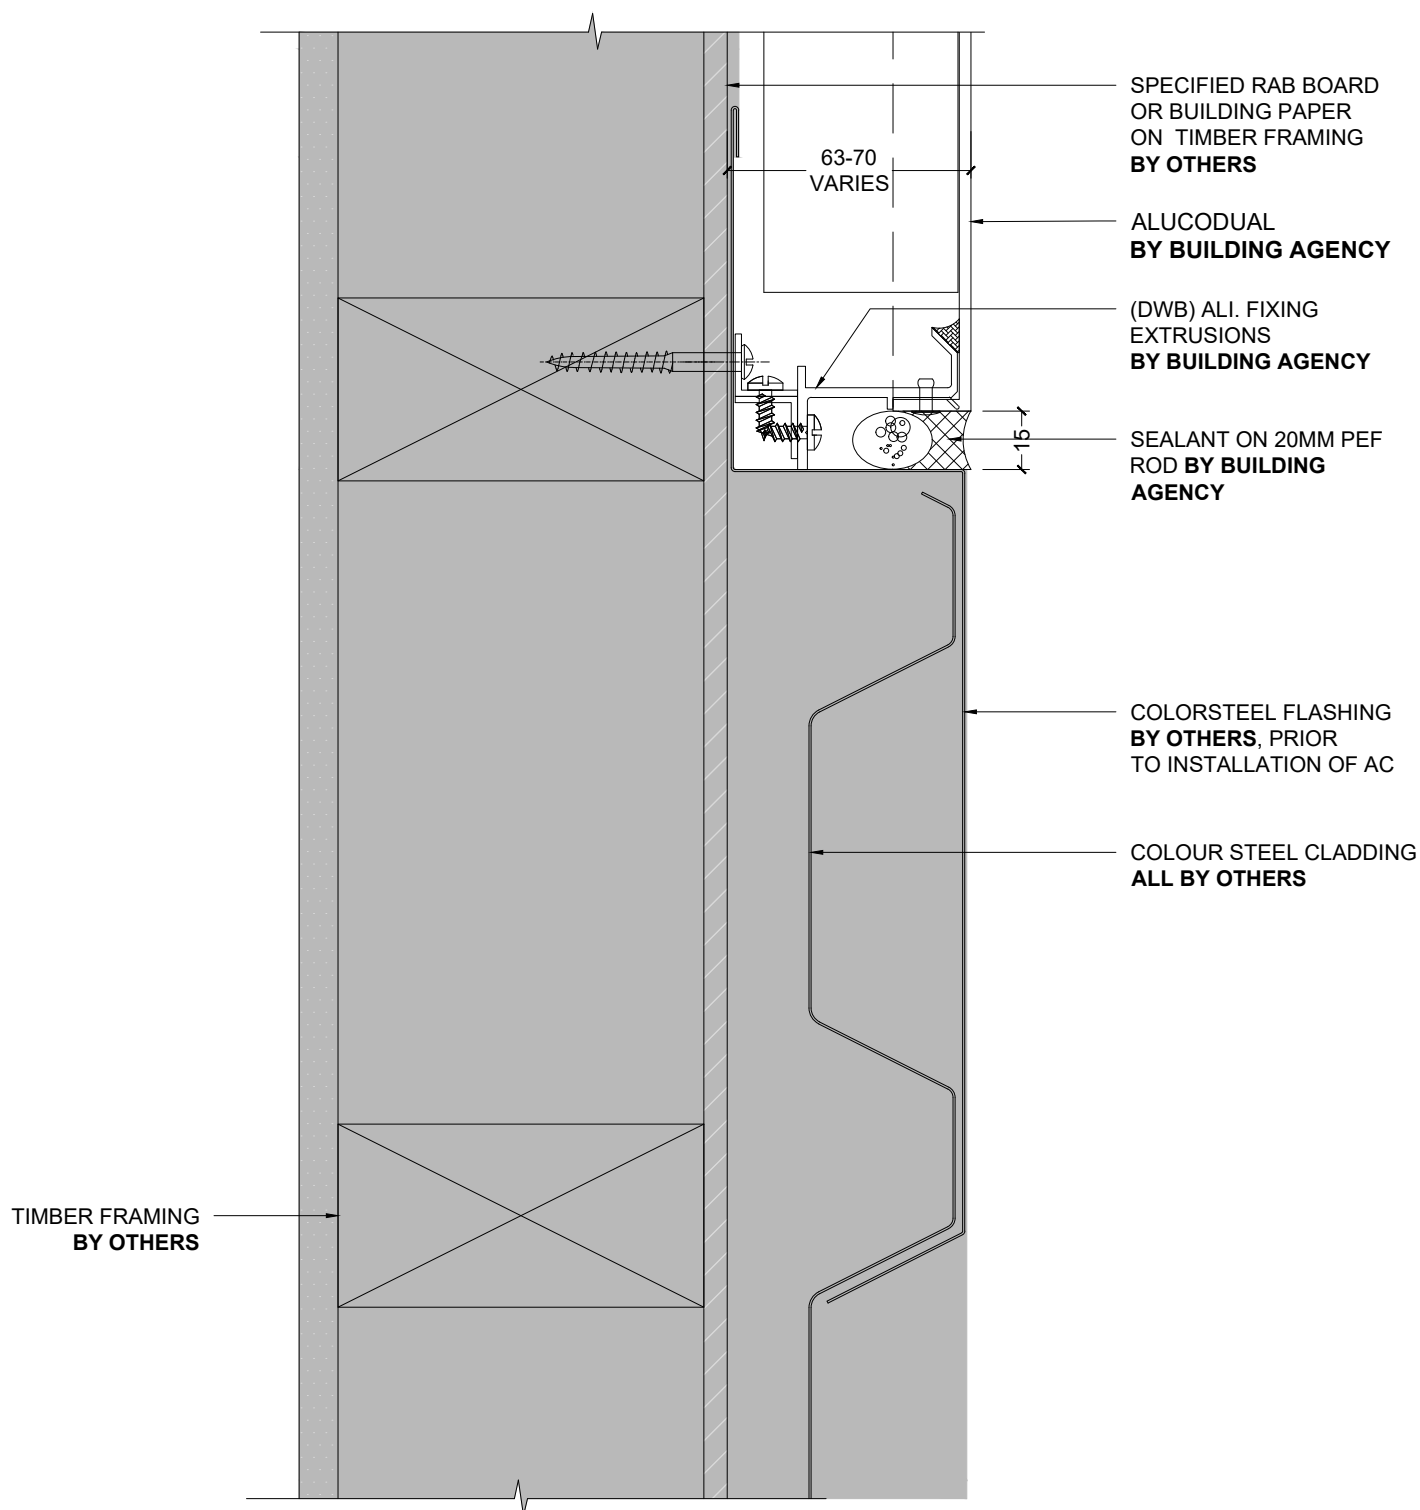 SPECIFIED RAB BOARD
OR BUILDING PAPER
ON TIMBER FRAMING
BY OTHERS
63-70
VARIES
ALUCODUAL
BY BUILDING AGENCY
(DWB) ALI. FIXING
EXTRUSIONS
BY BUILDING AGENCY
15
SEALANT ON 20MM PEF
ROD BY BUILDING
AGENCY
COLORSTEEL FLASHING
BY OTHERS, PRIOR
TO INSTALLATION OF AC
COLOUR STEEL CLADDING
ALL BY OTHERS
TIMBER FRAMING
BY OTHERS